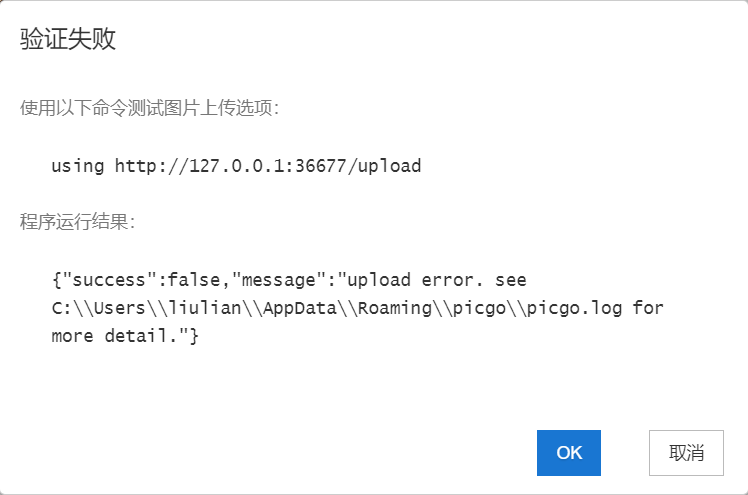 验证失败
使用以下命令测试图片上传选项：
using http://127.0.0.1:36677/upload
程序运行结果：
{"success":false,"message":"upload error. see
C:\\Users\\liulian\\AppData\\Roaming\\picgo\\picgo.log for
more detail."}
OK
取消